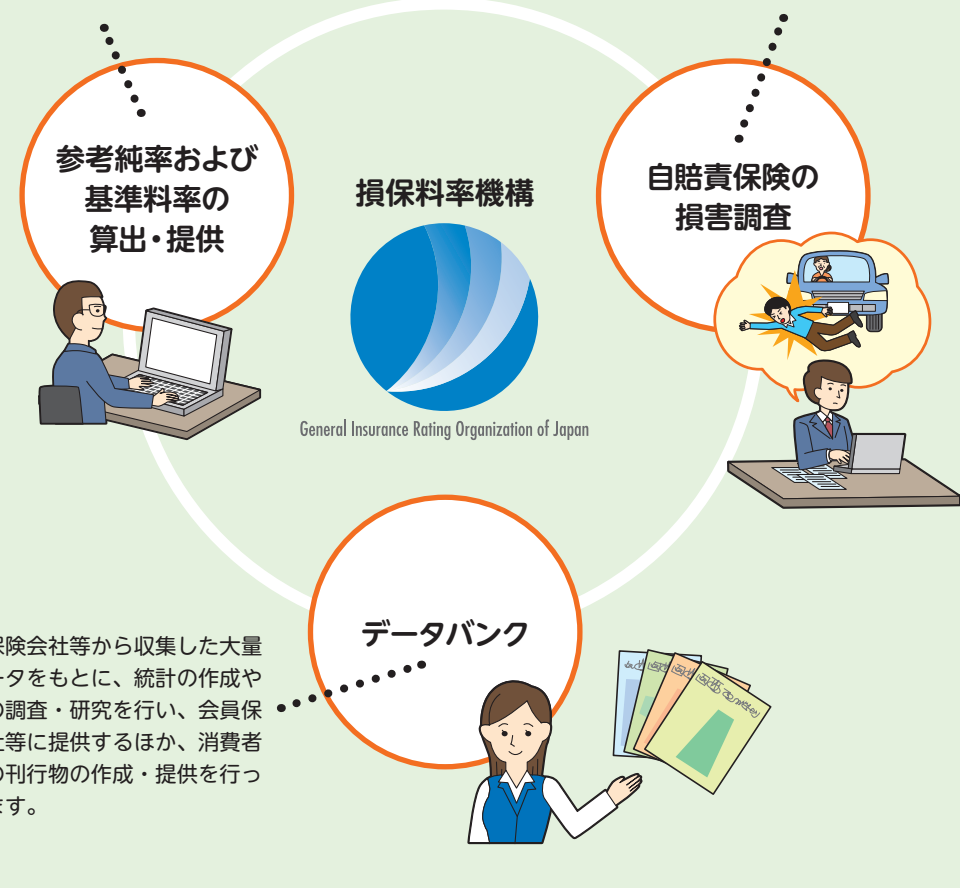 参考純率および
基準料率の
算出・提供
損保料率機構
自賠責保険の
損害調査
General Insurance Rating Organization of Japan
データバンク
保険会社等から収集した大量
ータをもとに、統計の作成や
の調査・研究を行い、会員保
社等に提供するほか、消費者
の刊行物の作成・提供を行っ
ます。